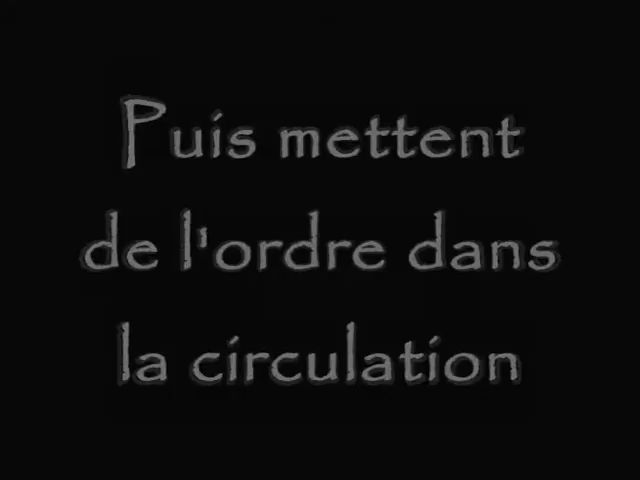 Puis mettent
de l'ordre dans
la circulation